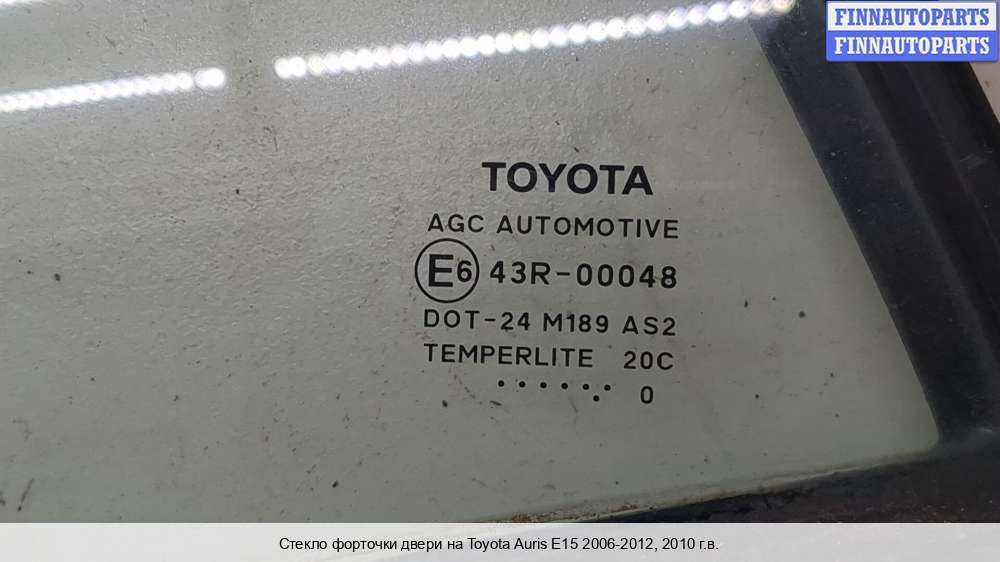 FINNAUTOPARTS
FINNAUTOPARTS
TOYOTA
AGC AUTOMOTIVE
E6 43R-00048
DOT-24 M189 AS2
TEMPERLITE 20C
. . . . . . . 0
Стекло форточки двери на Toyota Auris E15 2006-2012, 2010 г.в.